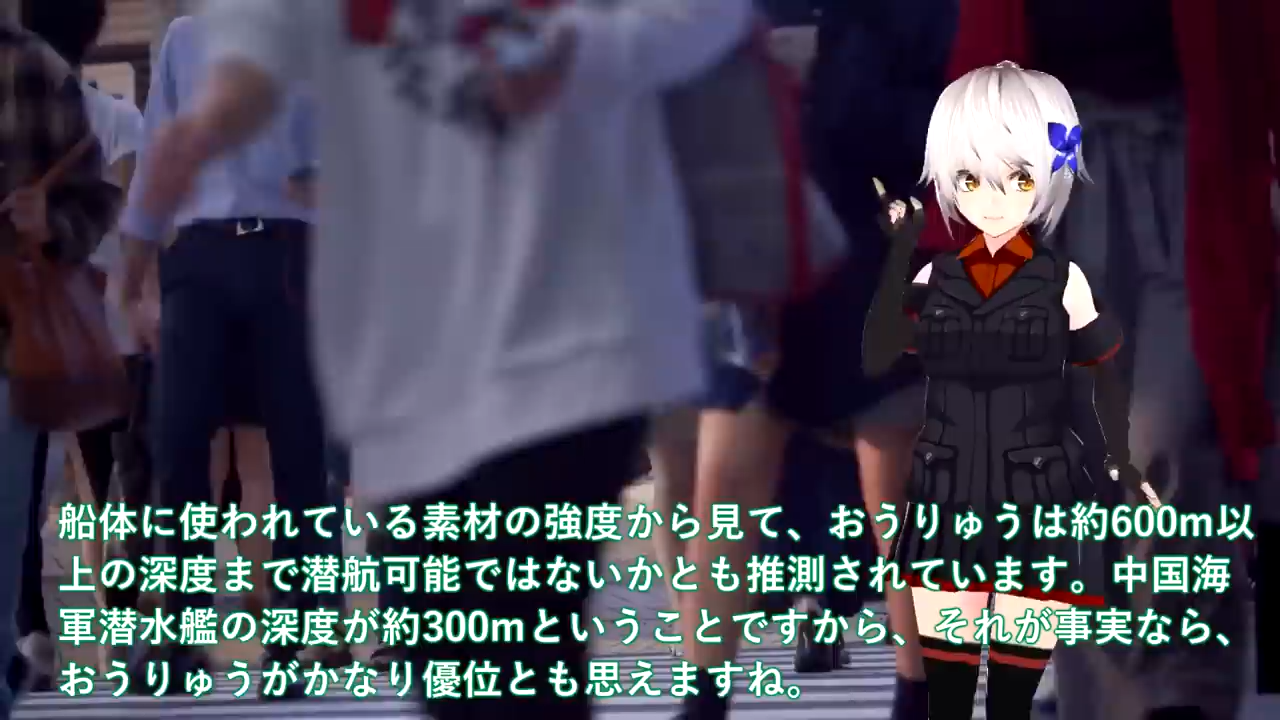 船体に使われている素材の強度から見て、おうりゅうは約600m以
上の深度まで潜航可能ではないかとも推測されています。中国海
軍潜水艦の深度が約300mということですから、それが事実なら、
おうりゅうがかなり優位とも思えますね。